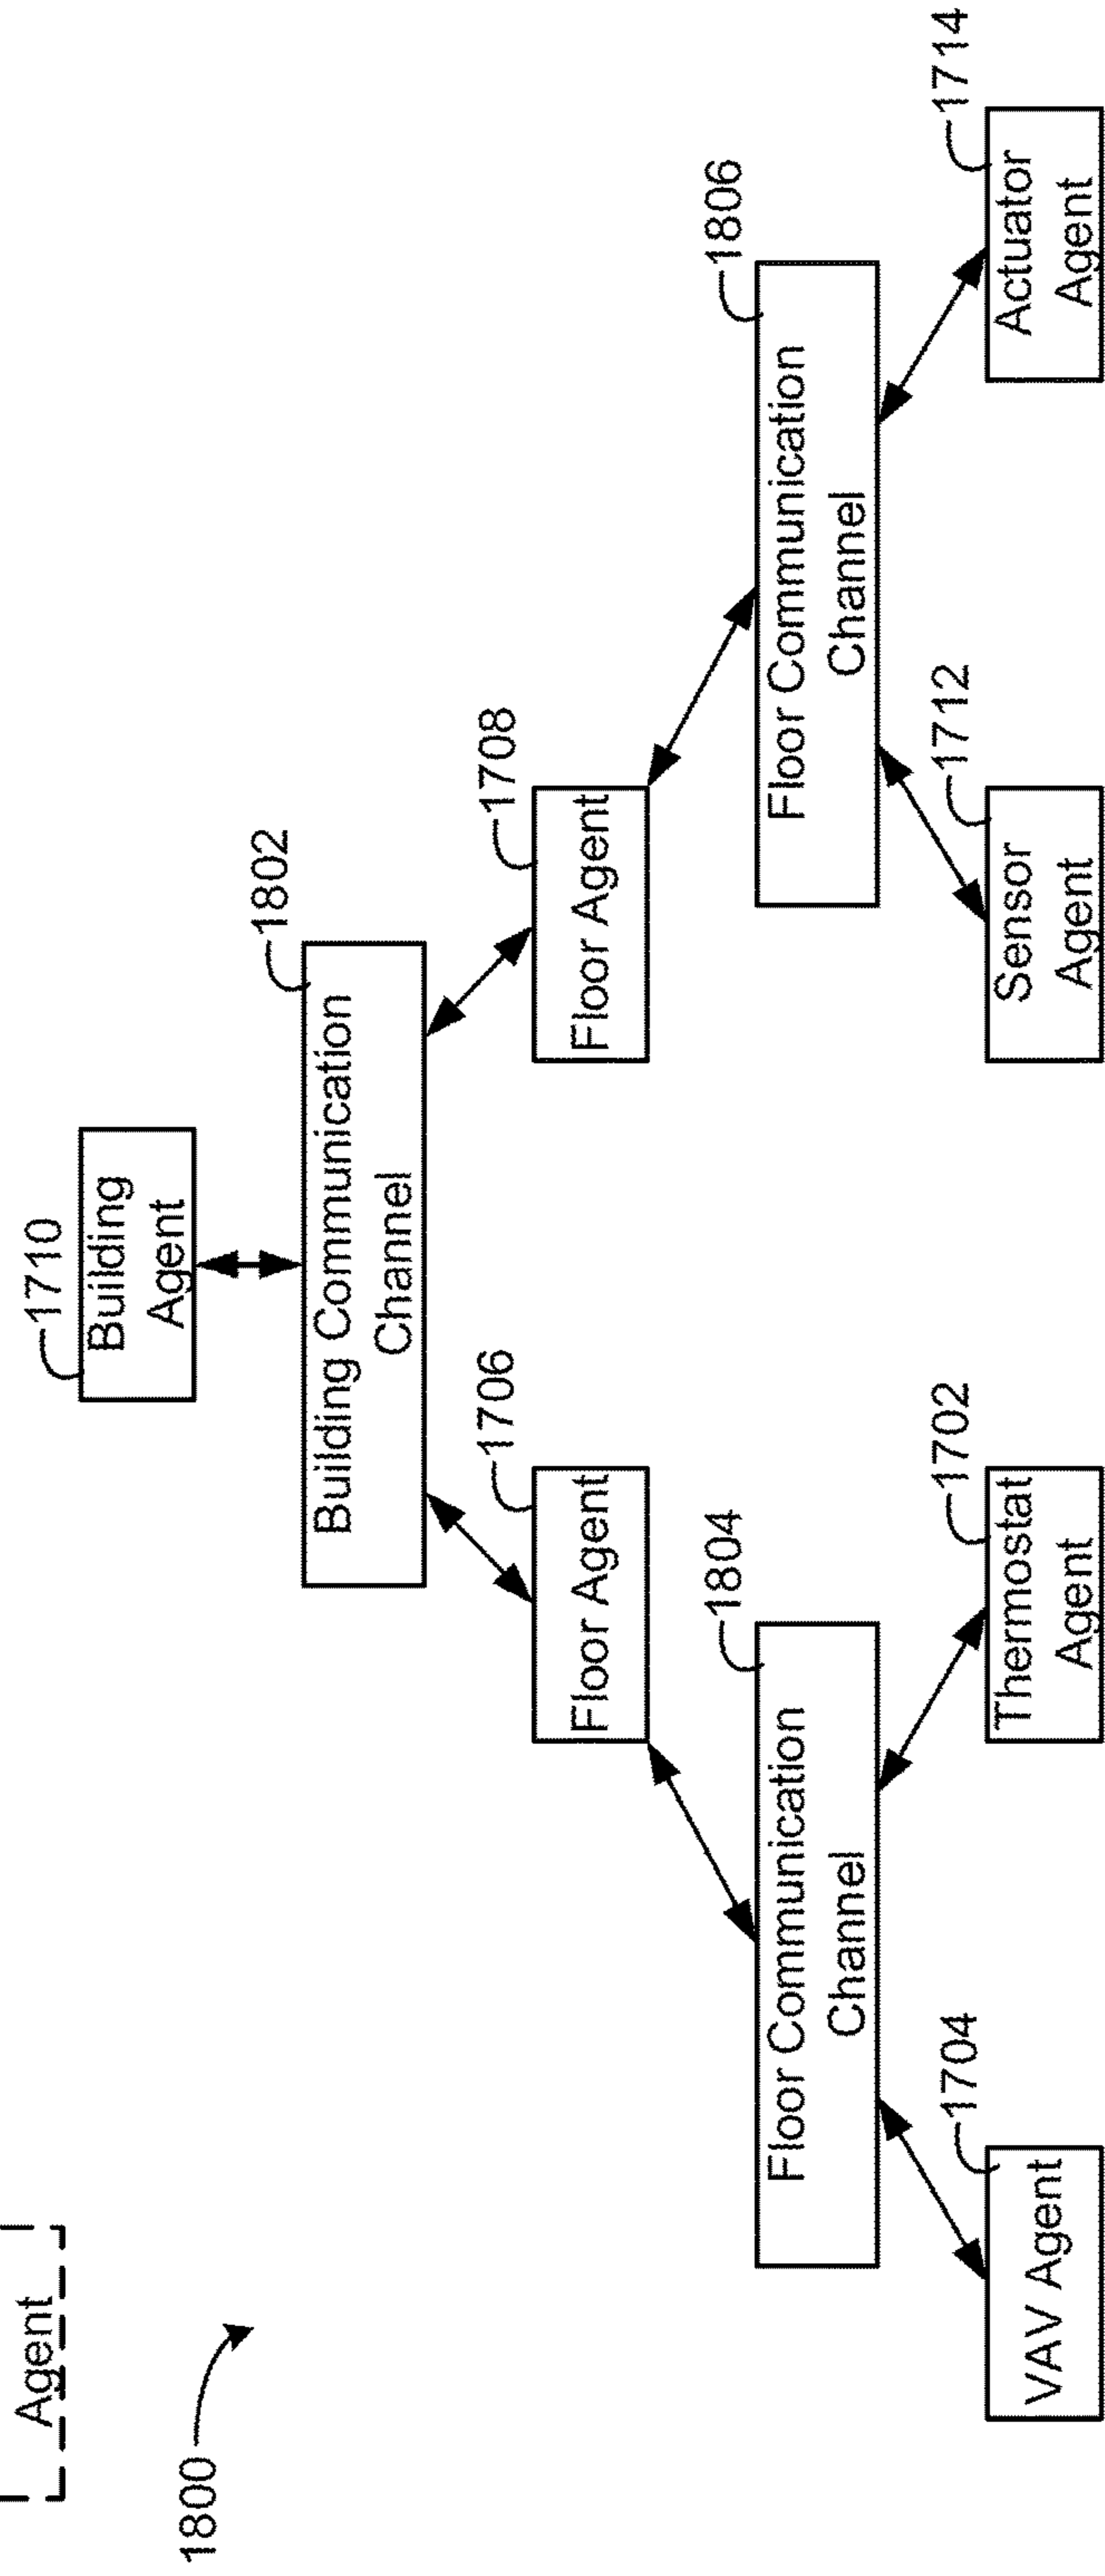 Agent
1800
1710
Building
Agent
1802
Building Communication
Channel
1706
Floor Agent
1708
Floor Agent
1804
Floor Communication
Channel
1806
Floor Communication
Channel
1704
VAV Agent
1702
Thermostat
Agent
1712
Sensor
Agent
1714
Actuator
Agent